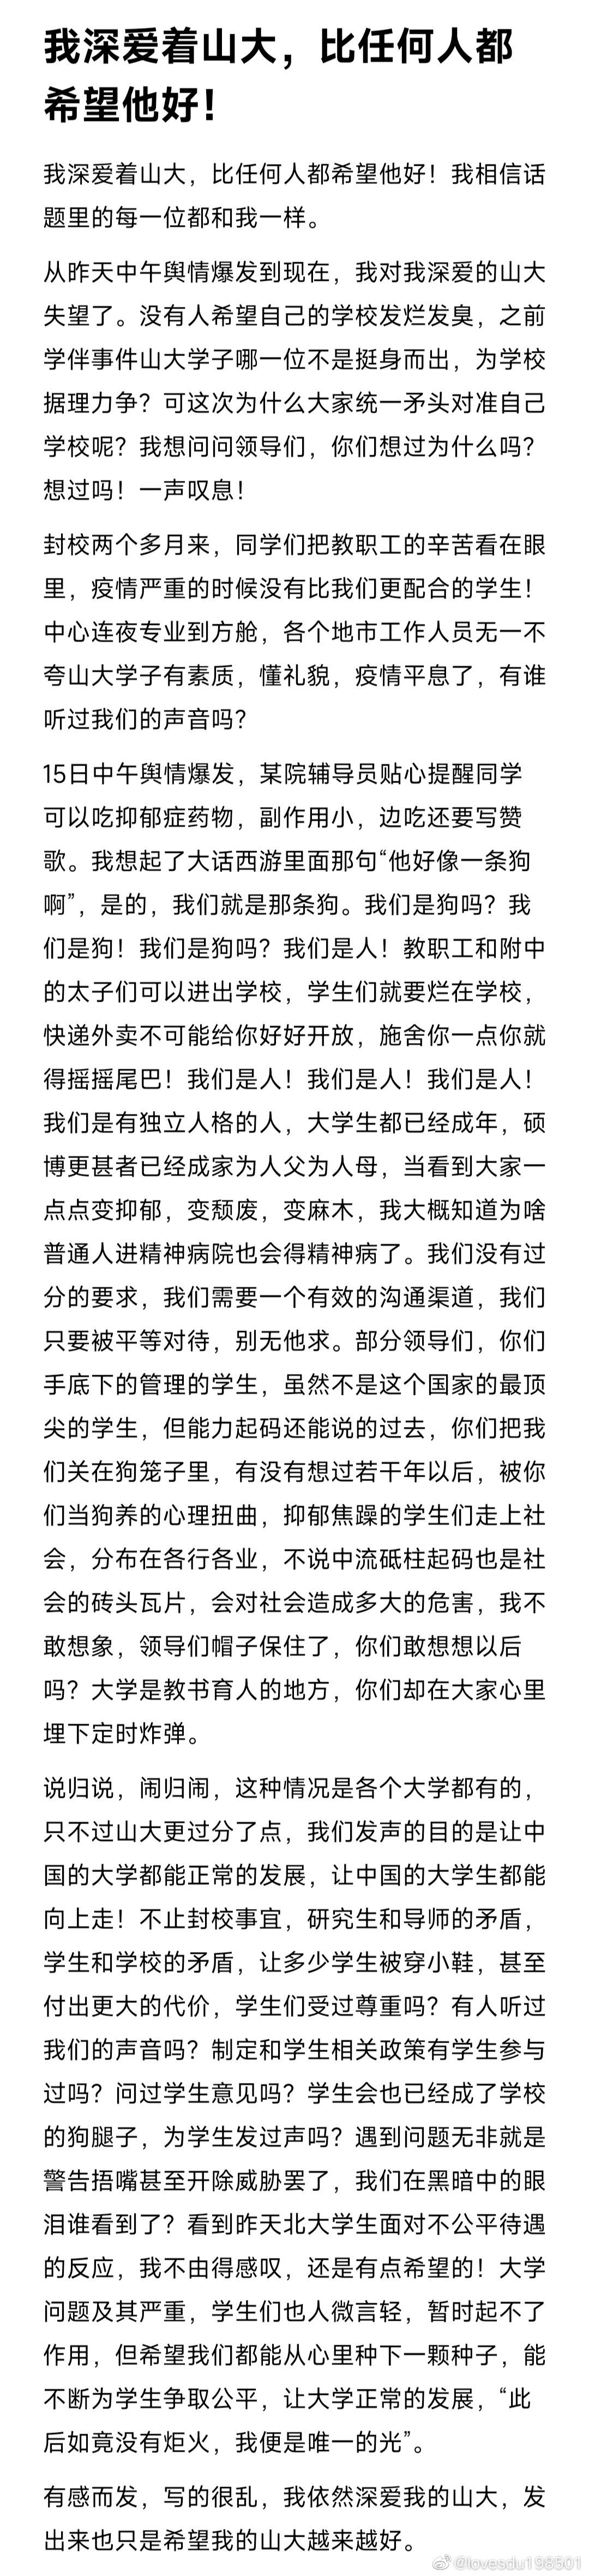 我深爱着山大，比任何人都
希望他好！
我深爱着山大，比任何人都希望他好！我相信话
题里的每一位都和我一样。
从昨天中午舆情爆发到现在，我对我深爱的山大
失望了。没有人希望自己的学校发烂发臭，之前
学伴事件山大学子哪一位不是挺身而出，为学校
据理力争？可这次为什么大家统一矛头对准自己
学校呢？我想问问领导们，你们想过为什么吗？
想过吗！一声叹息！
封校两个多月来，同学们把教职工的辛苦看在眼
里，疫情严重的时候没有比我们更配合的学生！
中心连夜专业到方舱，各个地市工作人员无一不
夸山大学子有素质，懂礼貌，疫情平息了，有谁
听过我们的声音吗？
15日中午舆情爆发，某院辅导员贴心提醒同学
可以吃抑郁症药物，副作用小，边吃还要写赞
歌。我想起了大话西游里面那句“他好像一条狗
啊”，是的，我们就是那条狗。我们是狗吗？我
们是狗！我们是狗吗？我们是人！教职工和附中
的太子们可以进出学校，学生们就要烂在学校，
快递外卖不可能给你好好开放，施舍你一点你就
得摇摇尾巴！我们是人！我们是人！我们是人！
我们是有独立人格的人，大学生都已经成年，硕
博更甚者已经成家为人父为人母，当看到大家一
点点变抑郁，变颓废，变麻木，我大概知道为啥
普通人进精神病院也会得精神病了。我们没有过
分的要求，我们需要一个有效的沟通渠道，我们
只要被平等对待，别无他求。部分领导们，你们
手底下的管理的学生，虽然不是这个国家的最顶
尖的学生，但能力起码还能说的过去，你们把我
们关在狗笼子里，有没有想过若干年以后，被你
们当狗养的心理扭曲，抑郁焦躁的学生们走上社
会，分布在各行各业，不说中流砥柱起码也是社
会的砖头瓦片，会对社会造成多大的危害，我不
敢想象，领导们帽子保住了，你们敢想想以后
吗？大学是教书育人的地方，你们却在大家心里
埋下定时炸弹。
说归说，闹归闹，这种情况是各个大学都有的，
只不过山大更过分了点，我们发声的目的是让中
国的大学都能正常的发展，让中国的大学生都能
向上走！不止封校事宜，研究生和导师的矛盾，
学生和学校的矛盾，让多少学生被穿小鞋，甚至
付出更大的代价，学生们受过尊重吗？有人听过
我们的声音吗？制定和学生相关政策有学生参与
过吗？问过学生意见吗？学生会也已经成了学校
的狗腿子，为学生发过声吗？遇到问题无非就是
警告捂嘴甚至开除威胁罢了，我们在黑暗中的眼
泪谁看到了？看到昨天北大学生面对不公平待遇
的反应，我不由得感叹，还是有点希望的！大学
问题及其严重，学生们也人微言轻，暂时起不了
作用，但希望我们都能从心里种下一颗种子，能
不断为学生争取公平，让大学正常的发展，“此
后如竟没有炬火，我便是唯一的光”。
有感而发，写的很乱，我依然深爱我的山大，发
出来也只是希望我的山大越来越好。
@lovesdu198501